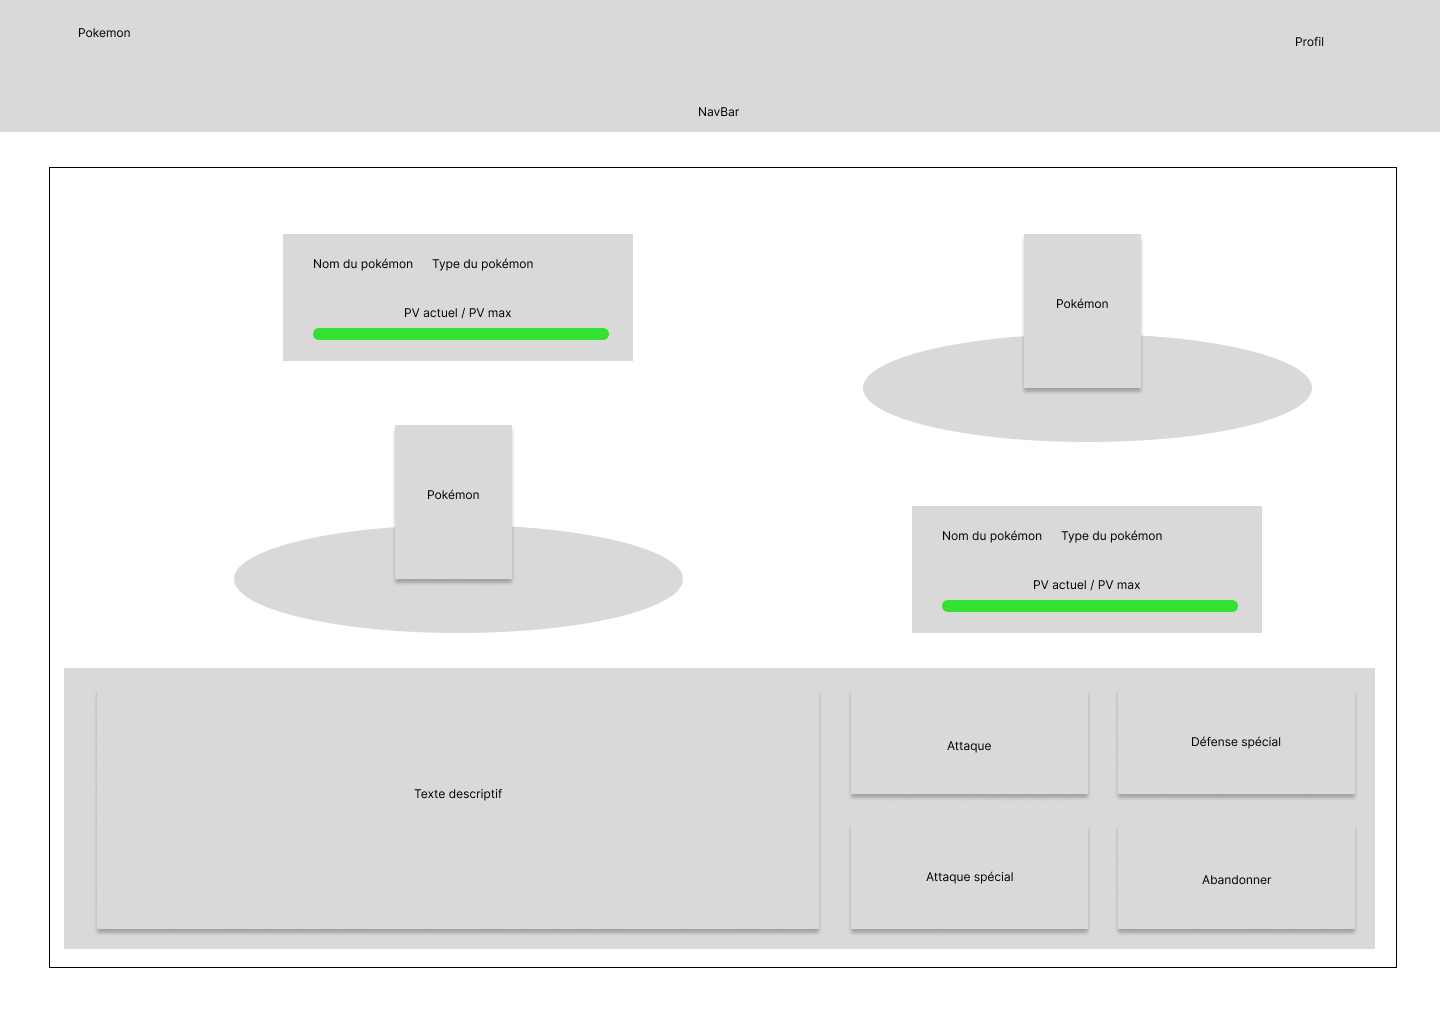 Pokemon
Profil
NavBar
Nom du pokémon Type du pokémon
PV actuel / PV max
Pokémon
Pokémon
Nom du pokémon Type du pokémon
PV actuel / PV max
Texte descriptif
Attaque
Défense spécial
Attaque spécial
Abandonner